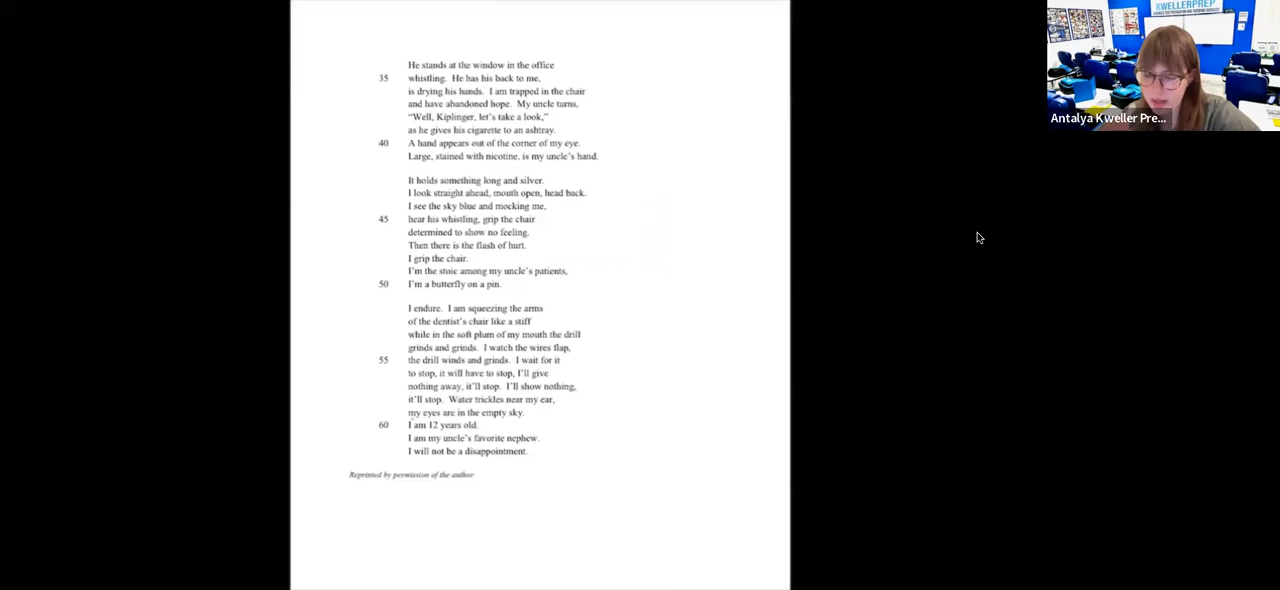 He stands at the window in the office
35 whistling. He has his back to me,
is drying his hands. I am trapped in the chair
and have abandoned hope. My uncle turns,
“Well, Kiplinger, let’s take a look,”
as he gives his cigarette to an ashtray.
40 A hand appears out of the corner of my eye.
Large, stained with nicotine, is my uncle’s hand.
It holds something long and silver.
I look straight ahead, mouth open, head back.
I see the sky blue and mocking me,
45 hear his whistling, grip the chair
determined to show no feeling.
Then there is the flash of hurt.
I grip the chair.
I’m the stoic among my uncle’s patients,
50 I’m a butterfly on a pin.
I endure. I am squeezing the arms
of the dentist’s chair like a stiff
while in the soft plum of my mouth the drill
grinds and grinds. I watch the wires flap,
55 the drill winds and grinds. I wait for it
to stop, it will have to stop, I’ll give
nothing away, it’ll stop. I’ll show nothing,
it’ll stop. Water trickles near my ear,
my eyes are in the empty sky.
60 I am 12 years old.
I am my uncle’s favorite nephew.
I will not be a disappointment.
Reprinted by permission of the author
KWELLERPREP
Antalya Kweller Pre...